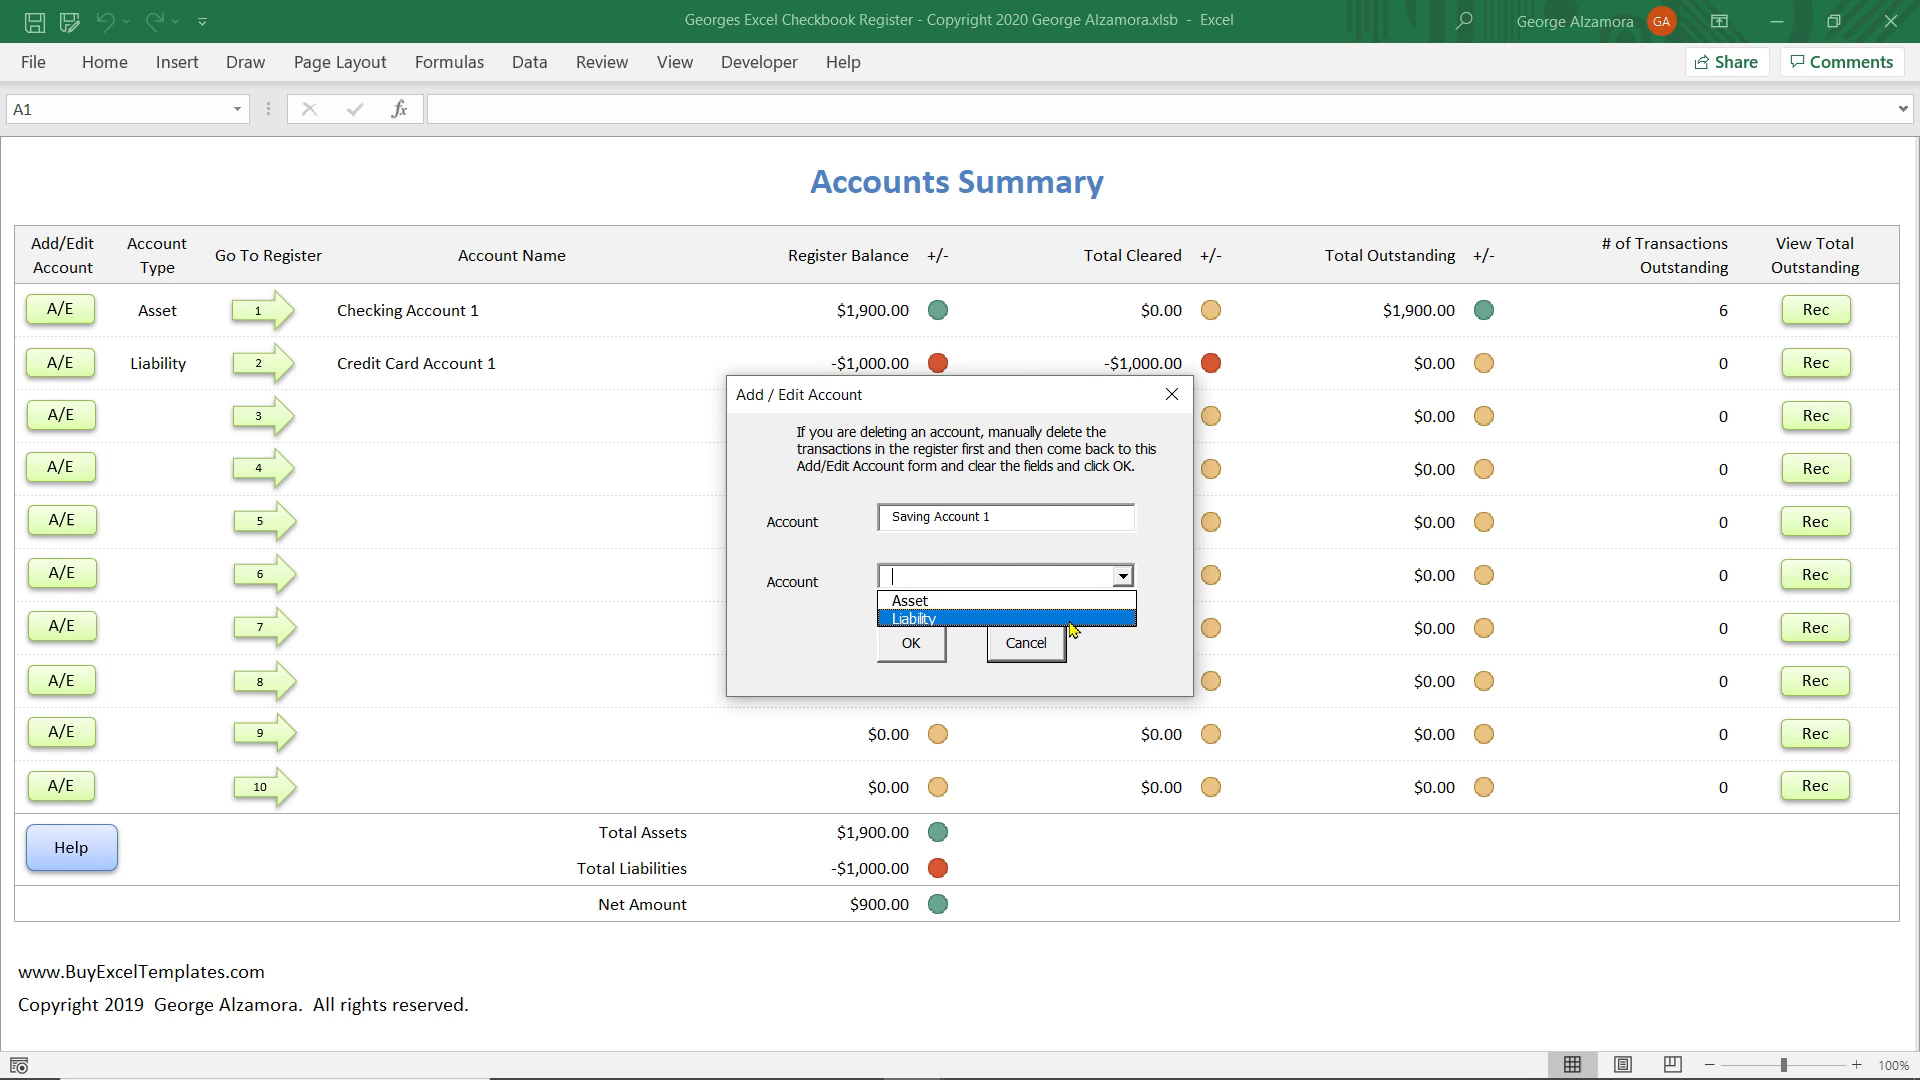 Georges Excel Checkbook Register - Copyright 2020 George Alzamora.xlsb - Excel
George Alzamora GA
File Home Insert Draw Page Layout Formulas Data Review View Developer Help Share Comments
A1 fx
Accounts Summary
Add/Edit Account Account Type Go To Register Account Name Register Balance +/- Total Cleared +/- Total Outstanding +/- # of Transactions Outstanding View Total Outstanding
A/E Asset 1 Checking Account 1 $1,900.00 $0.00 $1,900.00 6 Rec
A/E Liability 2 Credit Card Account 1 -$1,000.00 -$1,000.00 $0.00 0 Rec
A/E 3 $0.00 0 Rec
A/E 4 $0.00 0 Rec
A/E 5 $0.00 0 Rec
A/E 6 $0.00 0 Rec
A/E 7 $0.00 0 Rec
A/E 8 $0.00 0 Rec
A/E 9 $0.00 $0.00 $0.00 0 Rec
A/E 10 $0.00 $0.00 $0.00 0 Rec
Add / Edit Account
If you are deleting an account, manually delete the
transactions in the register first and then come back to this
Add/Edit Account form and clear the fields and click OK.
Account Saving Account 1
Account
Asset
Liability
OK Cancel
Help
Total Assets $1,900.00
Total Liabilities -$1,000.00
Net Amount $900.00
www.BuyExcelTemplates.com
Copyright 2019 George Alzamora. All rights reserved.
100%